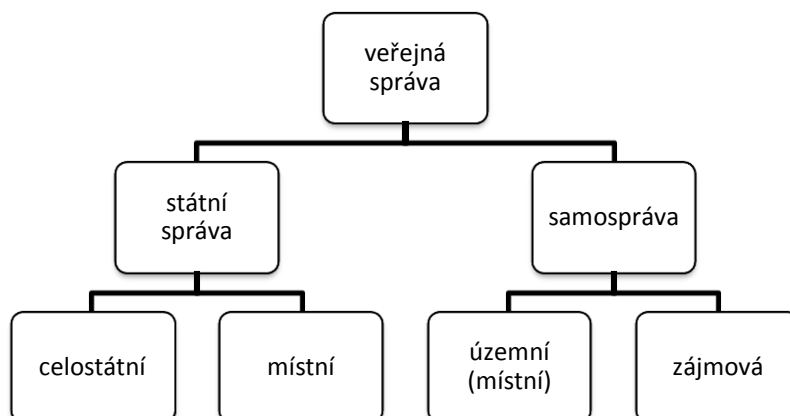 veřejná
správa
státní
správa
samospráva
celostátní
místní
územní
(místní)
zájmová